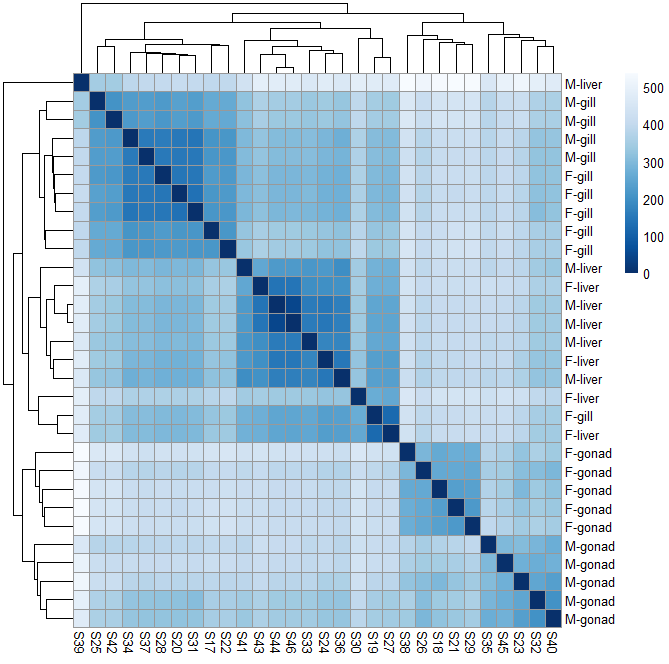 M-liver
M-gill
M-gill
M-gill
M-gill
F-gill
F-gill
F-gill
F-gill
F-gill
M-liver
F-liver
M-liver
M-liver
M-liver
F-liver
M-liver
F-liver
F-gill
F-liver
F-gonad
F-gonad
F-gonad
F-gonad
F-gonad
M-gonad
M-gonad
M-gonad
M-gonad
M-gonad
500
400
300
200
100
0
S39
S25
S42
S34
S37
S28
S20
S31
S17
S22
S41
S43
S44
S46
S33
S24
S36
S30
S19
S27
S38
S26
S18
S21
S29
S35
S45
S23
S32
S40